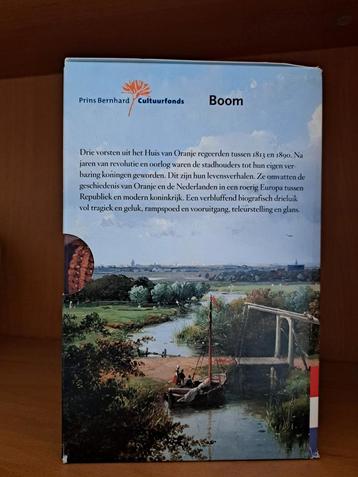 Prins Bernhard Cultuurfonds
Boom
Drie vorsten uit het Huis van Oranje regeerden tussen 1813 en 1890. Na
jaren van revolutie en oorlog waren de stadhouders tot hun eigen ver-
bazing koningen geworden. Dit zijn hun levensverhalen. Ze omvatten de
geschiedenis van Oranje en de Nederlanden in een roerig Europa tussen
Republiek en modern koninkrijk. Een verbluffend biografisch drieluik
vol tragiek en geluk, rampspoed en vooruitgang, teleurstelling en glans.